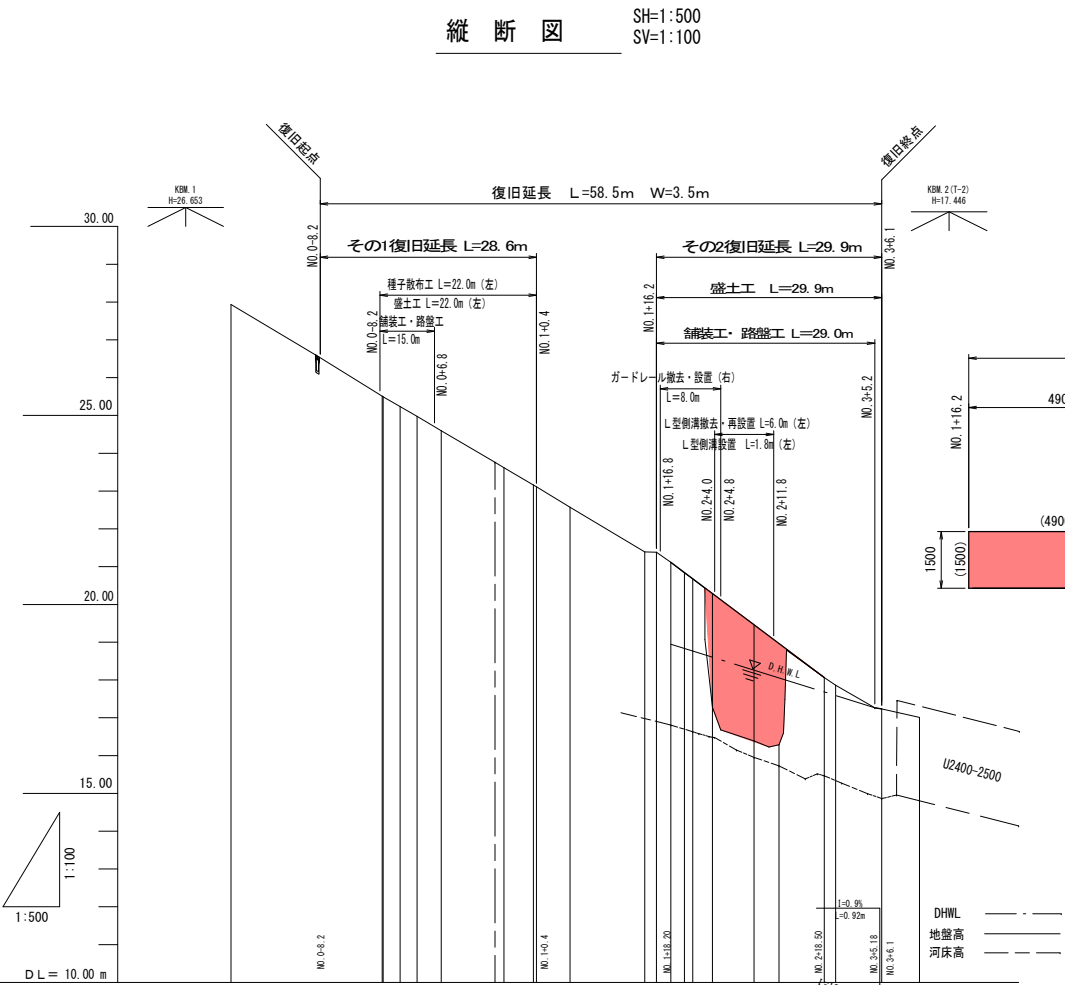 縦断図
SH=1:500
SV=1:100
復旧起点
復旧終点
KBM.1
H=26.653
KBM.2(T-2)
H=17.446
復旧延長 L=58.5m W=3.5m
その1復旧延長 L=28.6m
その2復旧延長 L=29.9m
種子散布工 L=22.0m (左)
盛土工 L=22.0m (左)
舗装工・路盤工
L=15.0m
盛土工 L=29.9m
舗装工・路盤工 L=29.0m
ガードレール撤去・設置 (右)
L=8.0m
L型側溝撤去・再設置 L=6.0m (左)
L型側溝設置 L=1.8m (左)
NO.0-8.2
NO.0-8.2
NO.0+6.8
NO.1+0.4
NO.1+16.2
NO.1+16.8
NO.2+4.0
NO.2+4.8
NO.2+11.8
NO.3+5.2
NO.3+6.1
NO.1+16.2
490
(490
1500
(1500)
30.00
25.00
20.00
15.00
DL= 10.00 m
1:100
1:500
D.H.W.L
U2400-2500
I=0.9%
L=0.92m
NO.0-8.2
NO.1+0.4
NO.1+18.20
NO.2+18.50
NO.3+5.18
NO.3+6.1
DHWL
地盤高
河床高